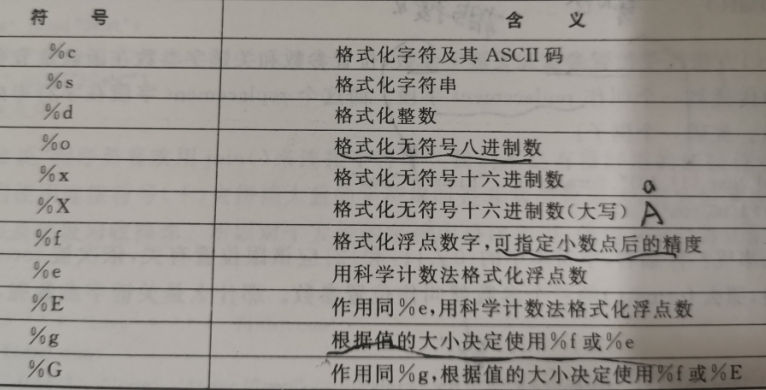 符 号 含 义
%c 格式化字符及其 ASCII 码
%s 格式化字符串
%d 格式化整数
%o 格式化无符号八进制数
%x 格式化无符号十六进制数 a
%X 格式化无符号十六进制数(大写) A
%f 格式化浮点数字,可指定小数点后的精度
%e 用科学计数法格式化浮点数
%E 作用同%e,用科学计数法格式化浮点数
%g 根据值的大小决定使用%f 或%e
%G 作用同%g,根据值的大小决定使用%f 或%E